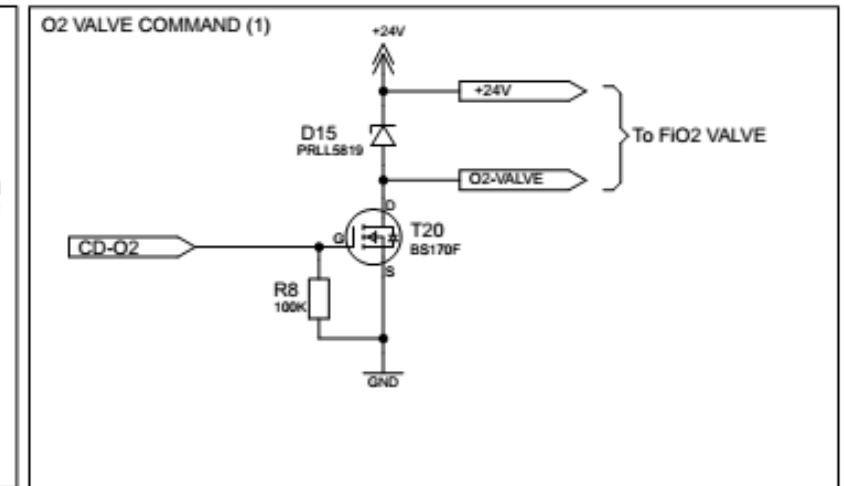 O2 VALVE COMMAND (1)
+24V
+24V
D15
PRLL5819
To FiO2 VALVE
O2-VALVE
D
T20
BS170F
G
CD-O2
S
R8
100K
GND